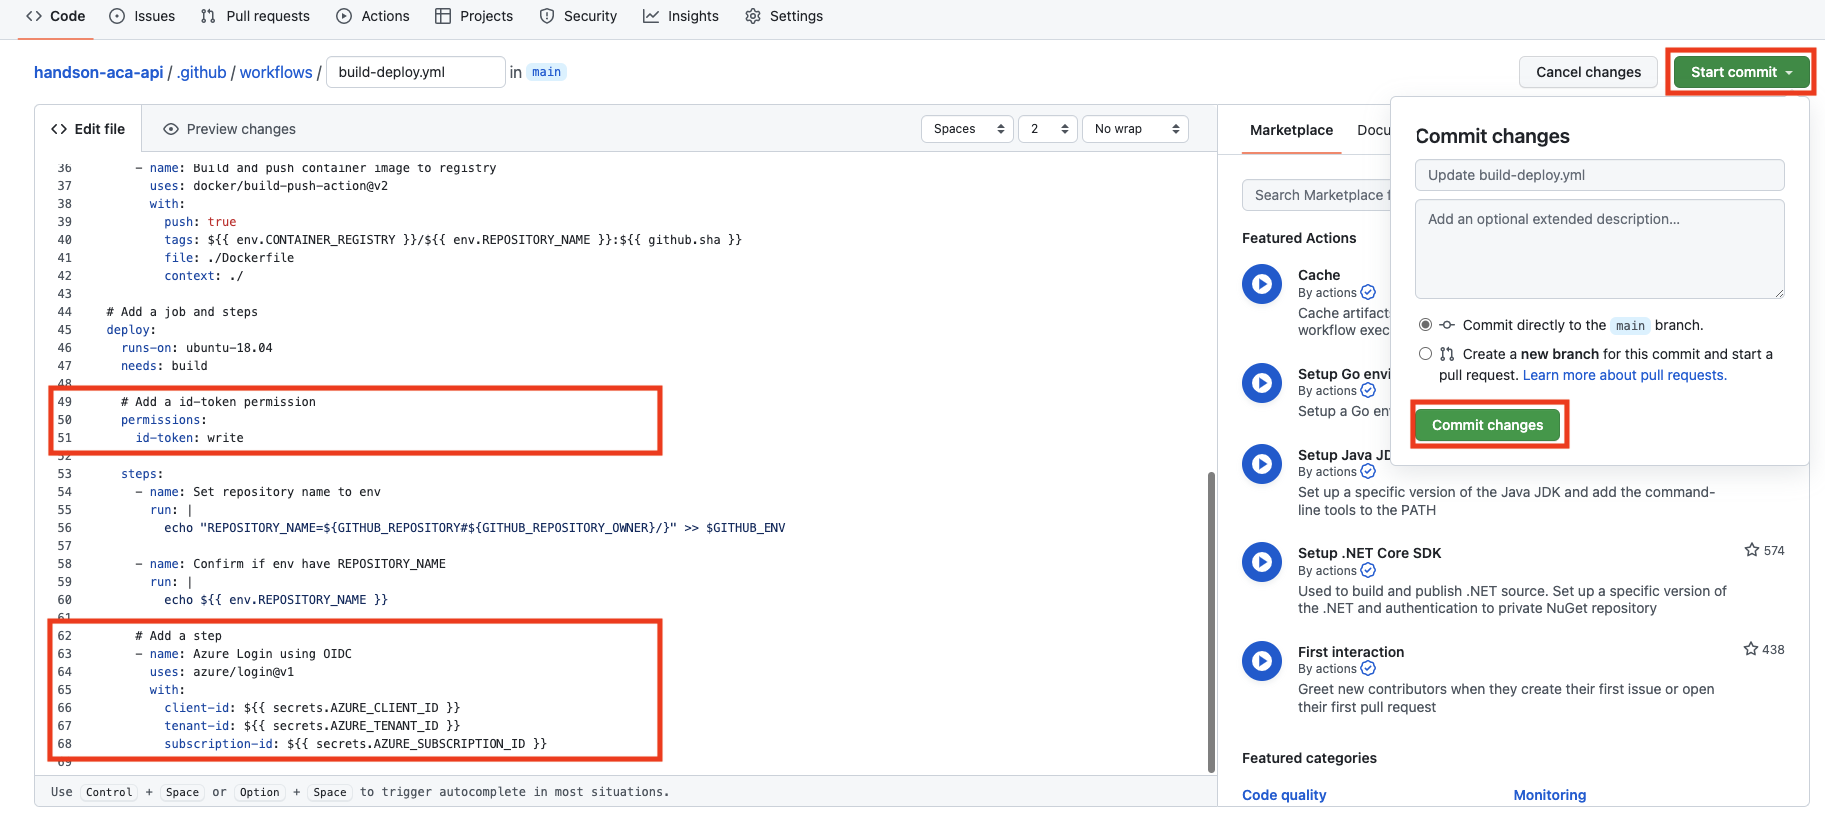 Code Issues Pull requests Actions Projects Security Insights Settings
handson-aca-api / .github / workflows / build-deploy.yml in main
Cancel changes Start commit
Edit file Preview changes Spaces 2 No wrap
36 - name: Build and push container image to registry
37 uses: docker/build-push-action@v2
38 with:
39 push: true
40 tags: ${{ env.CONTAINER_REGISTRY }}/${{ env.REPOSITORY_NAME }}:${{ github.sha }}
41 file: ./Dockerfile
42 context: ./
43
44 # Add a job and steps
45 deploy:
46 runs-on: ubuntu-18.04
47 needs: build
48
49 # Add a id-token permission
50 permissions:
51 id-token: write
52
53 steps:
54 - name: Set repository name to env
55 run: |
56 echo "REPOSITORY_NAME=${GITHUB_REPOSITORY#${GITHUB_REPOSITORY_OWNER}/}" >> $GITHUB_ENV
57
58 - name: Confirm if env have REPOSITORY_NAME
59 run: |
60 echo ${{ env.REPOSITORY_NAME }}
61
62 # Add a step
63 - name: Azure Login using OIDC
64 uses: azure/login@v1
65 with:
66 client-id: ${{ secrets.AZURE_CLIENT_ID }}
67 tenant-id: ${{ secrets.AZURE_TENANT_ID }}
68 subscription-id: ${{ secrets.AZURE_SUBSCRIPTION_ID }}
69
Use Control + Space or Option + Space to trigger autocomplete in most situations.
Marketplace Docu
Search Marketplace f
Featured Actions
Cache
By actions
Cache artifact
workflow exec
Setup Go envi
By actions
Setup a Go en
Setup Java JD
By actions
Set up a specific version of the Java JDK and add the command-
line tools to the PATH
Setup .NET Core SDK 574
By actions
Used to build and publish .NET source. Set up a specific version of
the .NET and authentication to private NuGet repository
First interaction 438
By actions
Greet new contributors when they create their first issue or open
their first pull request
Featured categories
Code quality Monitoring
Commit changes
Update build-deploy.yml
Add an optional extended description...
Commit directly to the main branch.
Create a new branch for this commit and start a
pull request. Learn more about pull requests.
Commit changes